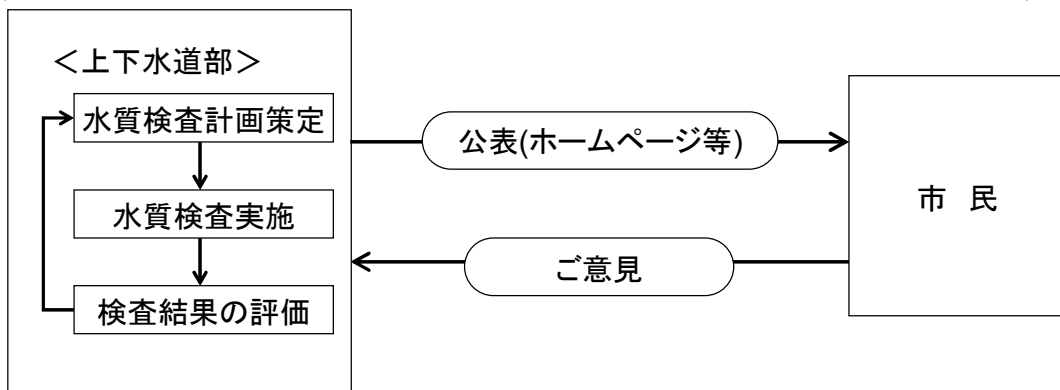 ＜上下水道部＞
水質検査計画策定
水質検査実施
検査結果の評価
公表(ホームページ等)
ご意見
市　民